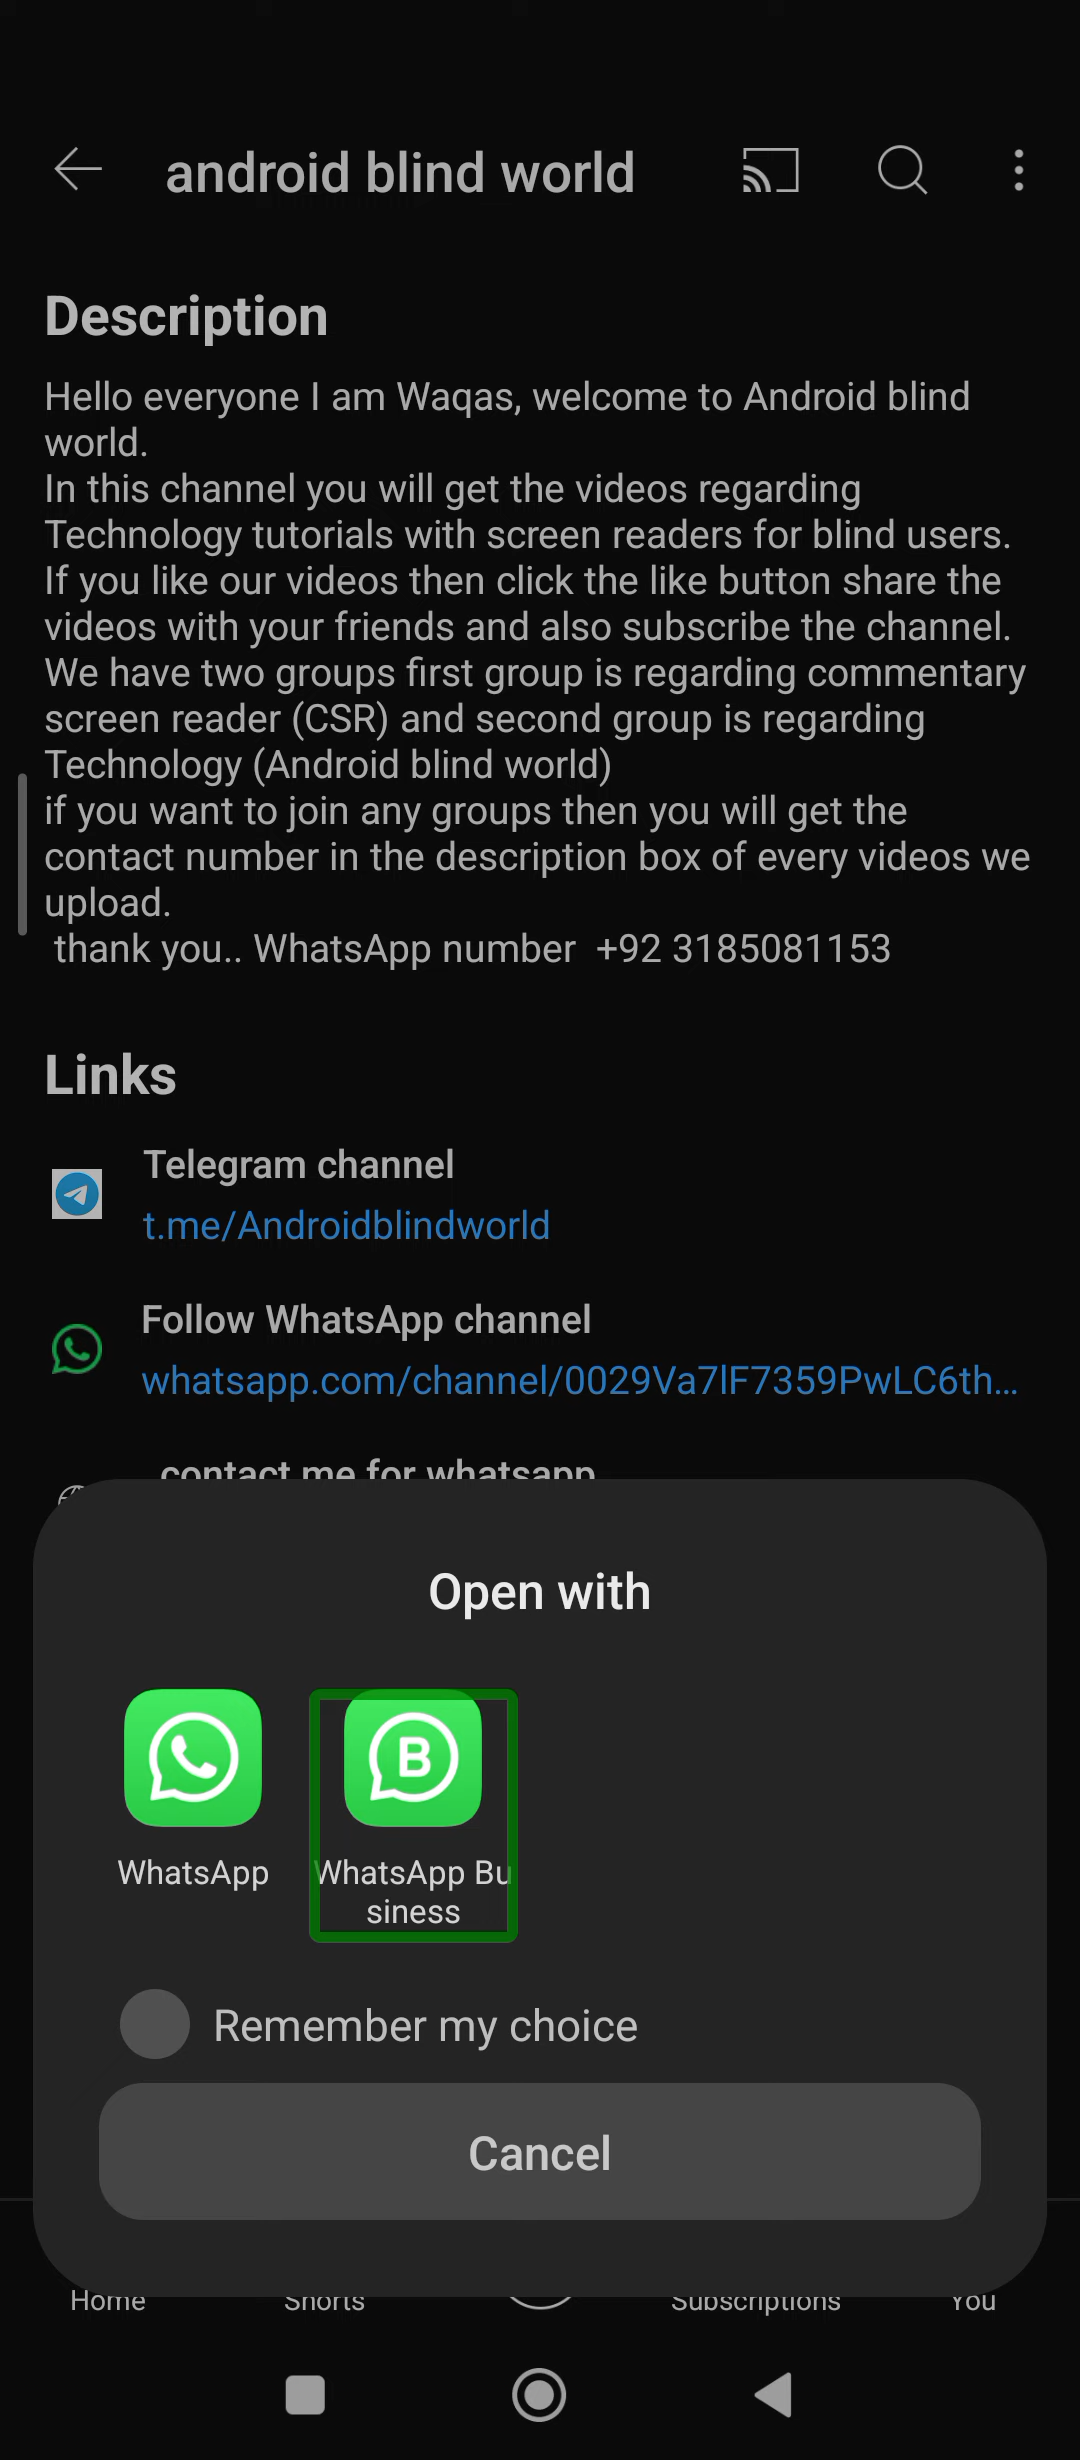 android blind world
Description
Hello everyone I am Waqas, welcome to Android blind
world.
In this channel you will get the videos regarding
Technology tutorials with screen readers for blind users.
If you like our videos then click the like button share the
videos with your friends and also subscribe the channel.
We have two groups first group is regarding commentary
screen reader (CSR) and second group is regarding
Technology (Android blind world)
if you want to join any groups then you will get the
contact number in the description box of every videos we
upload.
thank you.. WhatsApp number  +92 3185081153
Links
Telegram channel
t.me/Androidblindworld
Follow WhatsApp channel
whatsapp.com/channel/0029Va7lF7359PwLC6th...
contact me for whatsapp
Open with
WhatsApp
WhatsApp Bu
siness
Remember my choice
Cancel
Home
Shorts
Subscriptions
You